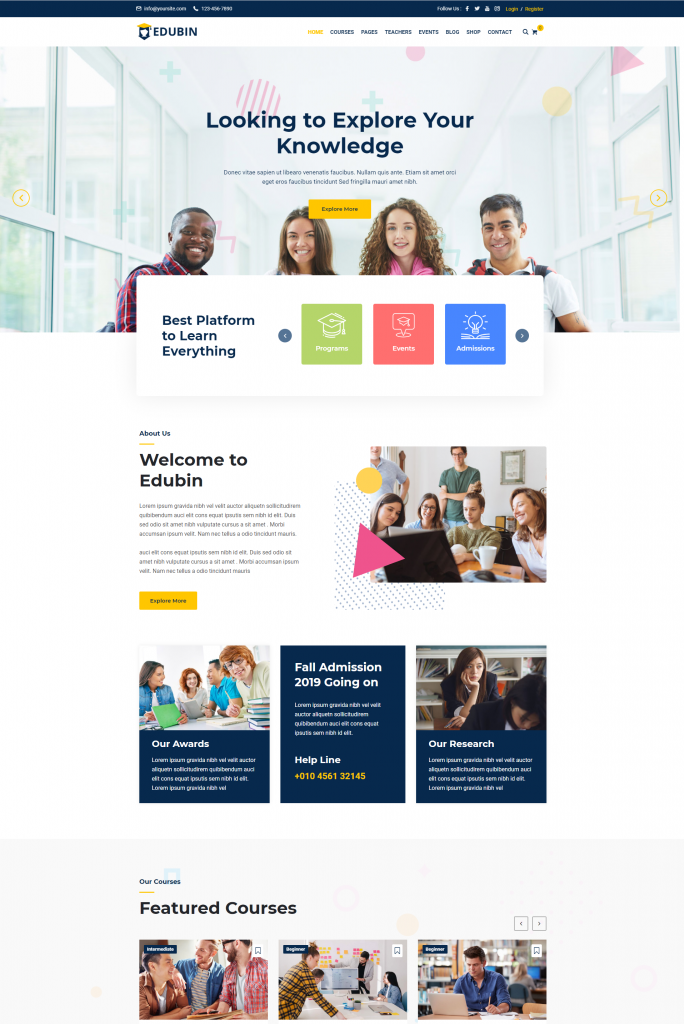 info@yoursite.com 123-456-7890 Follow Us : Login / Register
EDUBIN HOME COURSES PAGES TEACHERS EVENTS BLOG SHOP CONTACT
Looking to Explore Your
Knowledge
Donec vitae sapien ut libearo venenatis faucibus. Nullam quis ante. Etiam sit amet orci
eget eros faucibus tincidunt Sed fringilla mauri amet nibh.
Explore More
Best Platform
to Learn
Everything
Programs
Events
Admissions
About Us
Welcome to
Edubin
Lorem ipsum gravida nibh vel velit auctor aliquetn sollicitudirem
quibibendum auci elit cons equat ipsutis sem nibh id elit. Duis
sed odio sit amet nibh vulputate cursus a sit amet . Morbi
accumsan ipsum velit. Nam nec tellus a odio tincidunt mauris.
auci elit cons equat ipsutis sem nibh id elit. Duis sed odio sit
amet nibh vulputate cursus a sit amet . Morbi accumsan ipsum
velit. Nam nec tellus a odio tincidunt mauris
Explore More
Our Awards
Lorem ipsum gravida nibh vel velit auctor
aliquetn sollicitudirem quibibendum auci
elit cons equat ipsutis sem nibh id elit.
Lorem ipsum gravida nibh vel
Fall Admission
2019 Going on
Lorem ipsum gravida nibh vel velit
auctor aliquetn sollicitudirem
quibibendum auci elit cons equat
ipsutis sem nibh id elit.
Help Line
+010 4561 32145
Our Research
Lorem ipsum gravida nibh vel velit auctor
aliquetn sollicitudirem quibibendum auci
elit cons equat ipsutis sem nibh id elit.
Lorem ipsum gravida nibh vel
Our Courses
Featured Courses
Intermediate
Beginner
Beginner